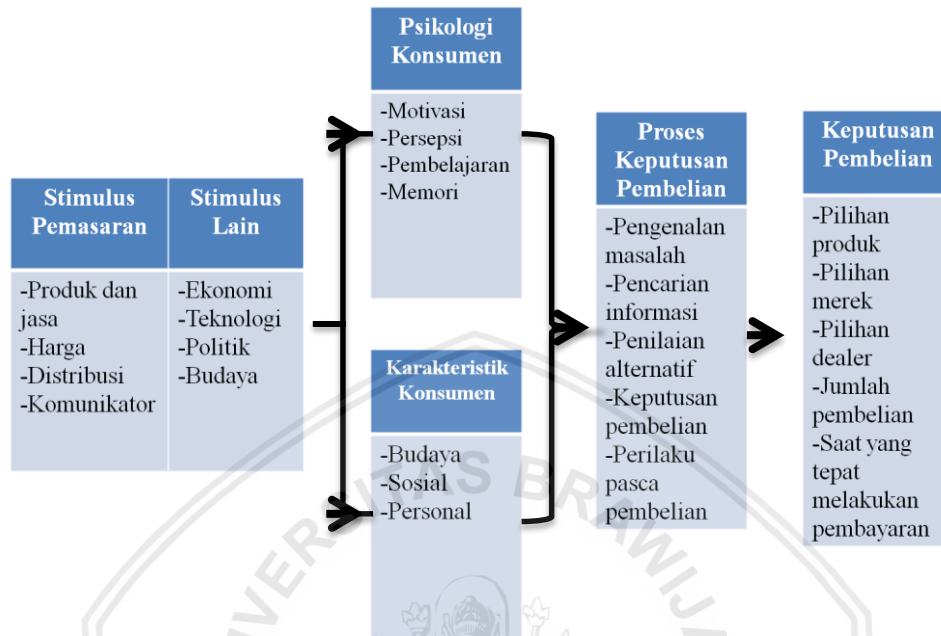 Stimulus
Pemasaran
-Produk dan
jasa
-Harga
-Distribusi
-Komunikator
Stimulus
Lain
-Ekonomi
-Teknologi
-Politik
-Budaya
Psikologi
Konsumen
-Motivasi
-Persepsi
-Pembelajaran
-Memori
Karakteristik
Konsumen
-Budaya
-Sosial
-Personal
Proses
Keputusan
Pembelian
-Pengenalan
masalah
-Pencarian
informasi
-Penilaian
alternatif
-Keputusan
pembelian
-Perilaku
pasca
pembelian
Keputusan
Pembelian
-Pilihan
produk
-Pilihan
merek
-Pilihan
dealer
-Jumlah
pembelian
-Saat yang
tepat
melakukan
pembayaran